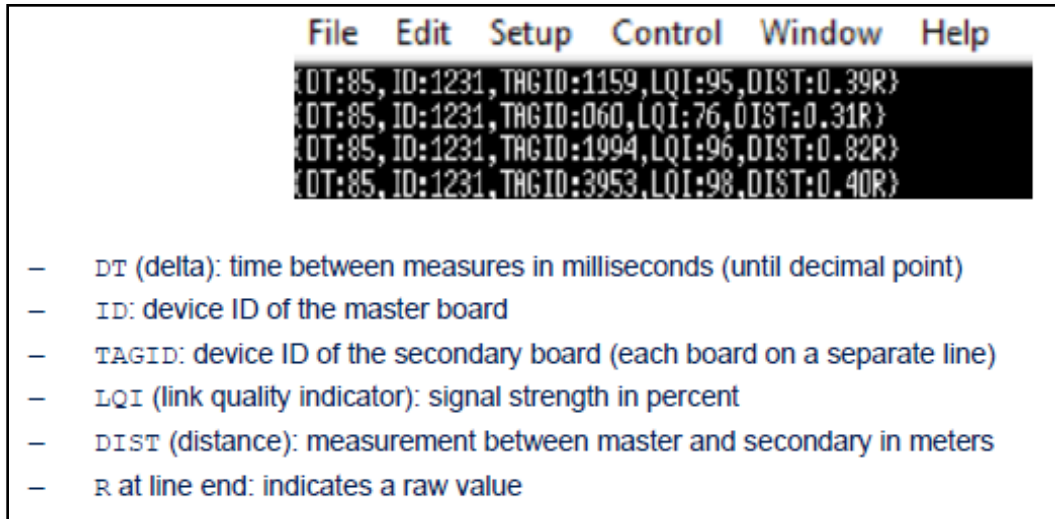 File Edit Setup Control Window Help
{DT:85,ID:1231,TAGID:1159,LQI:95,DIST:0.39R}
{DT:85,ID:1231,TAGID:D60,LQI:76,DIST:0.31R}
{DT:85,ID:1231,TAGID:1994,LQI:96,DIST:0.82R}
{DT:85,ID:1231,TAGID:3953,LQI:98,DIST:0.40R}
– DT (delta): time between measures in milliseconds (until decimal point)
– ID: device ID of the master board
– TAGID: device ID of the secondary board (each board on a separate line)
– LQI (link quality indicator): signal strength in percent
– DIST (distance): measurement between master and secondary in meters
– R at line end: indicates a raw value